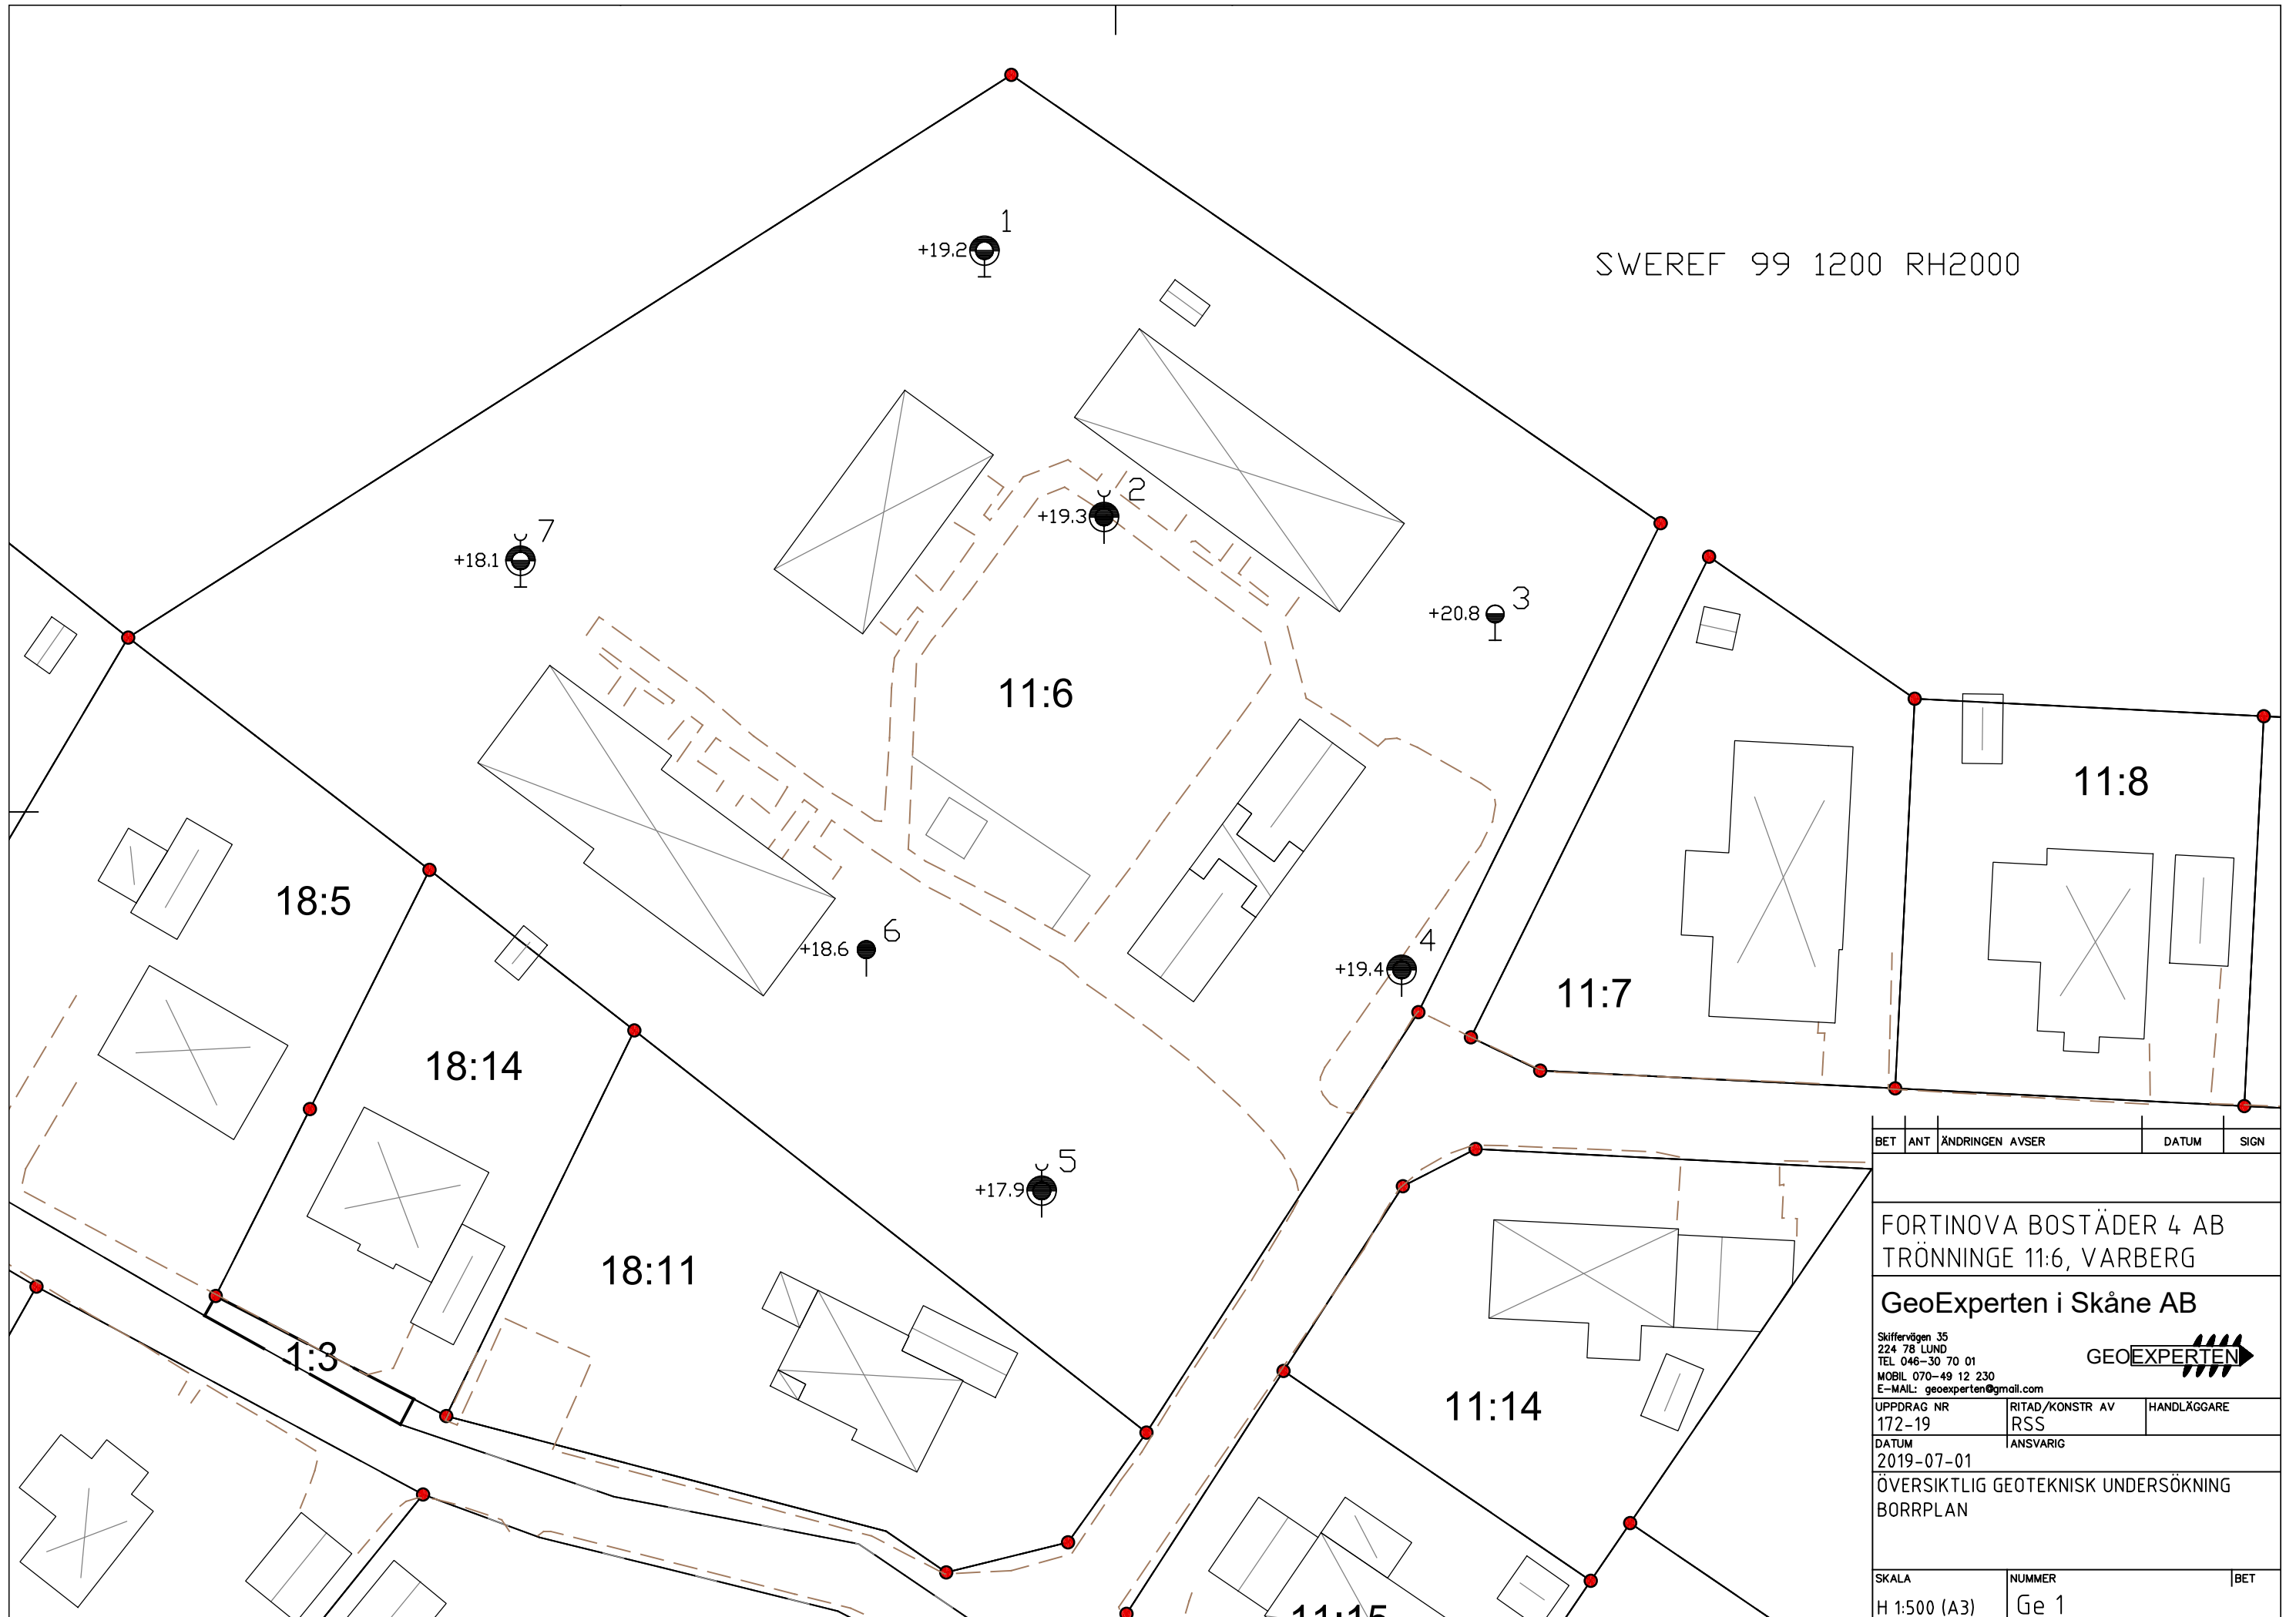 1
+19.2
SWEREF 99 1200 RH2000
2
+19.3
7
+18.1
3
+20.8
11:6
11:8
18:5
6
+18.6
4
+19.4
11:7
18:14
5
+17.9
18:11
1:3
11:14
11:15
BET ANT ÄNDRINGEN AVSER DATUM SIGN
FORTINOVA BOSTÄDER 4 AB
TRÖNNINGE 11:6, VARBERG
GeoExperten i Skåne AB
Skiffervägen 35
224 78 LUND
TEL 046-30 70 01
MOBIL 070-49 12 230
E-MAIL: geoexperten@gmail.com
GEOEXPERTEN
UPPDRAG NR RITAD/KONSTR AV HANDLÄGGARE
172-19 RSS
DATUM ANSVARIG
2019-07-01
ÖVERSIKTLIG GEOTEKNISK UNDERSÖKNING
BORRPLAN
SKALA NUMMER BET
H 1:500 (A3) Ge 1